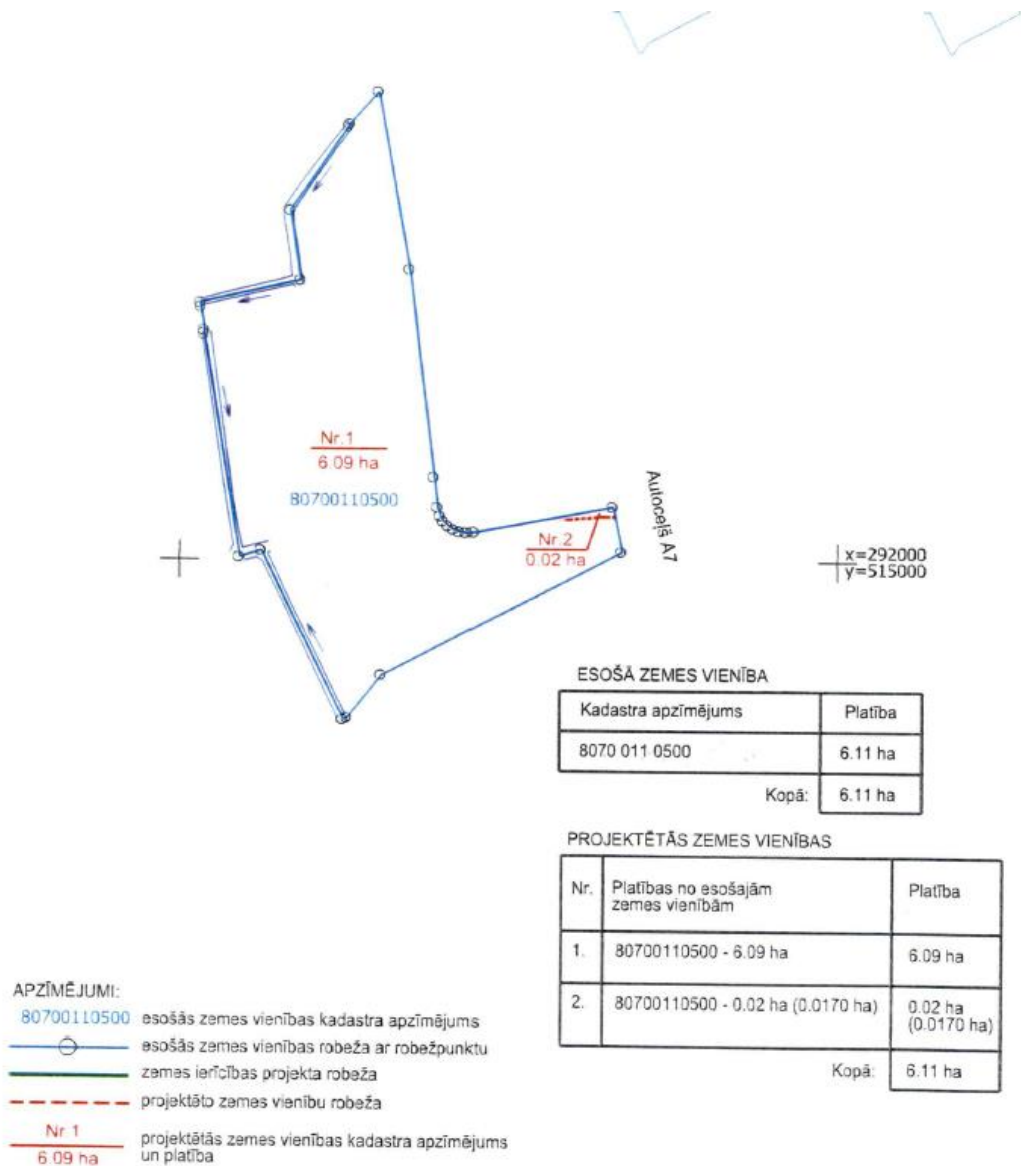 Nr.1
6.09 ha
80700110500
Autoceļš A7
Nr.2
0.02 ha
x=292000
y=515000
ESOŠĀ ZEMES VIENĪBA
Kadastra apzīmējums Platība
8070 011 0500 6.11 ha
Kopā: 6.11 ha
PROJEKTĒTĀS ZEMES VIENĪBAS
Nr. Platības no esošajām
zemes vienībām Platība
1. 80700110500 - 6.09 ha 6.09 ha
2. 80700110500 - 0.02 ha (0.0170 ha) 0.02 ha
(0.0170 ha)
Kopā: 6.11 ha
APZĪMĒJUMI:
80700110500 esošās zemes vienības kadastra apzīmējums
esošās zemes vienības robeža ar robežpunktu
zemes ierīcības projekta robeža
projektēto zemes vienību robeža
Nr.1
6.09 ha
projektētās zemes vienības kadastra apzīmējums
un platība